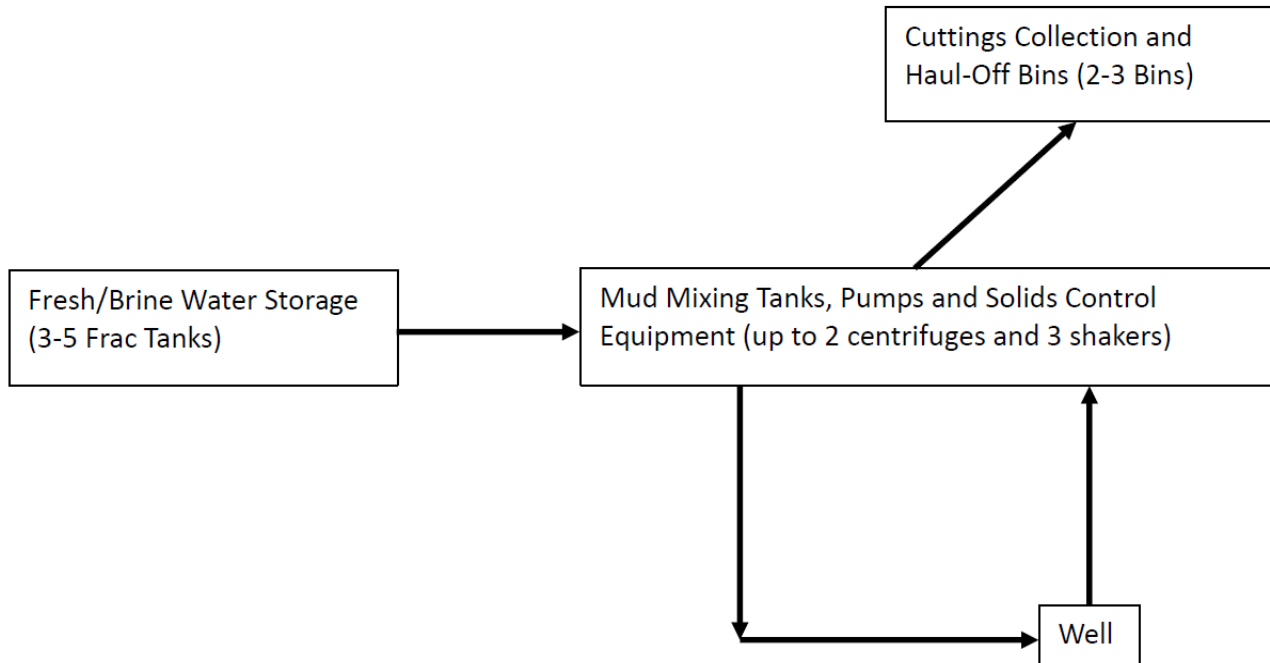 Cuttings Collection and
Haul-Off Bins (2-3 Bins)
Fresh/Brine Water Storage
(3-5 Frac Tanks)
Mud Mixing Tanks, Pumps and Solids Control
Equipment (up to 2 centrifuges and 3 shakers)
Well